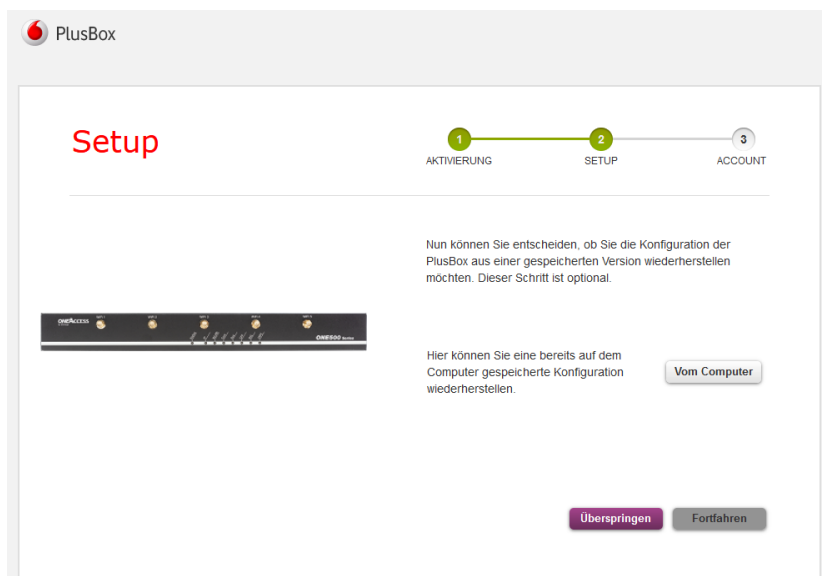 PlusBox
Setup
1
2
3
AKTIVIERUNG
SETUP
ACCOUNT
Nun können Sie entscheiden, ob Sie die Konfiguration der
PlusBox aus einer gespeicherten Version wiederherstellen
möchten. Dieser Schritt ist optional.
ONEACCESS
ONE500
Hier können Sie eine bereits auf dem
Computer gespeicherte Konfiguration
wiederherstellen.
Vom Computer
Überspringen
Fortfahren